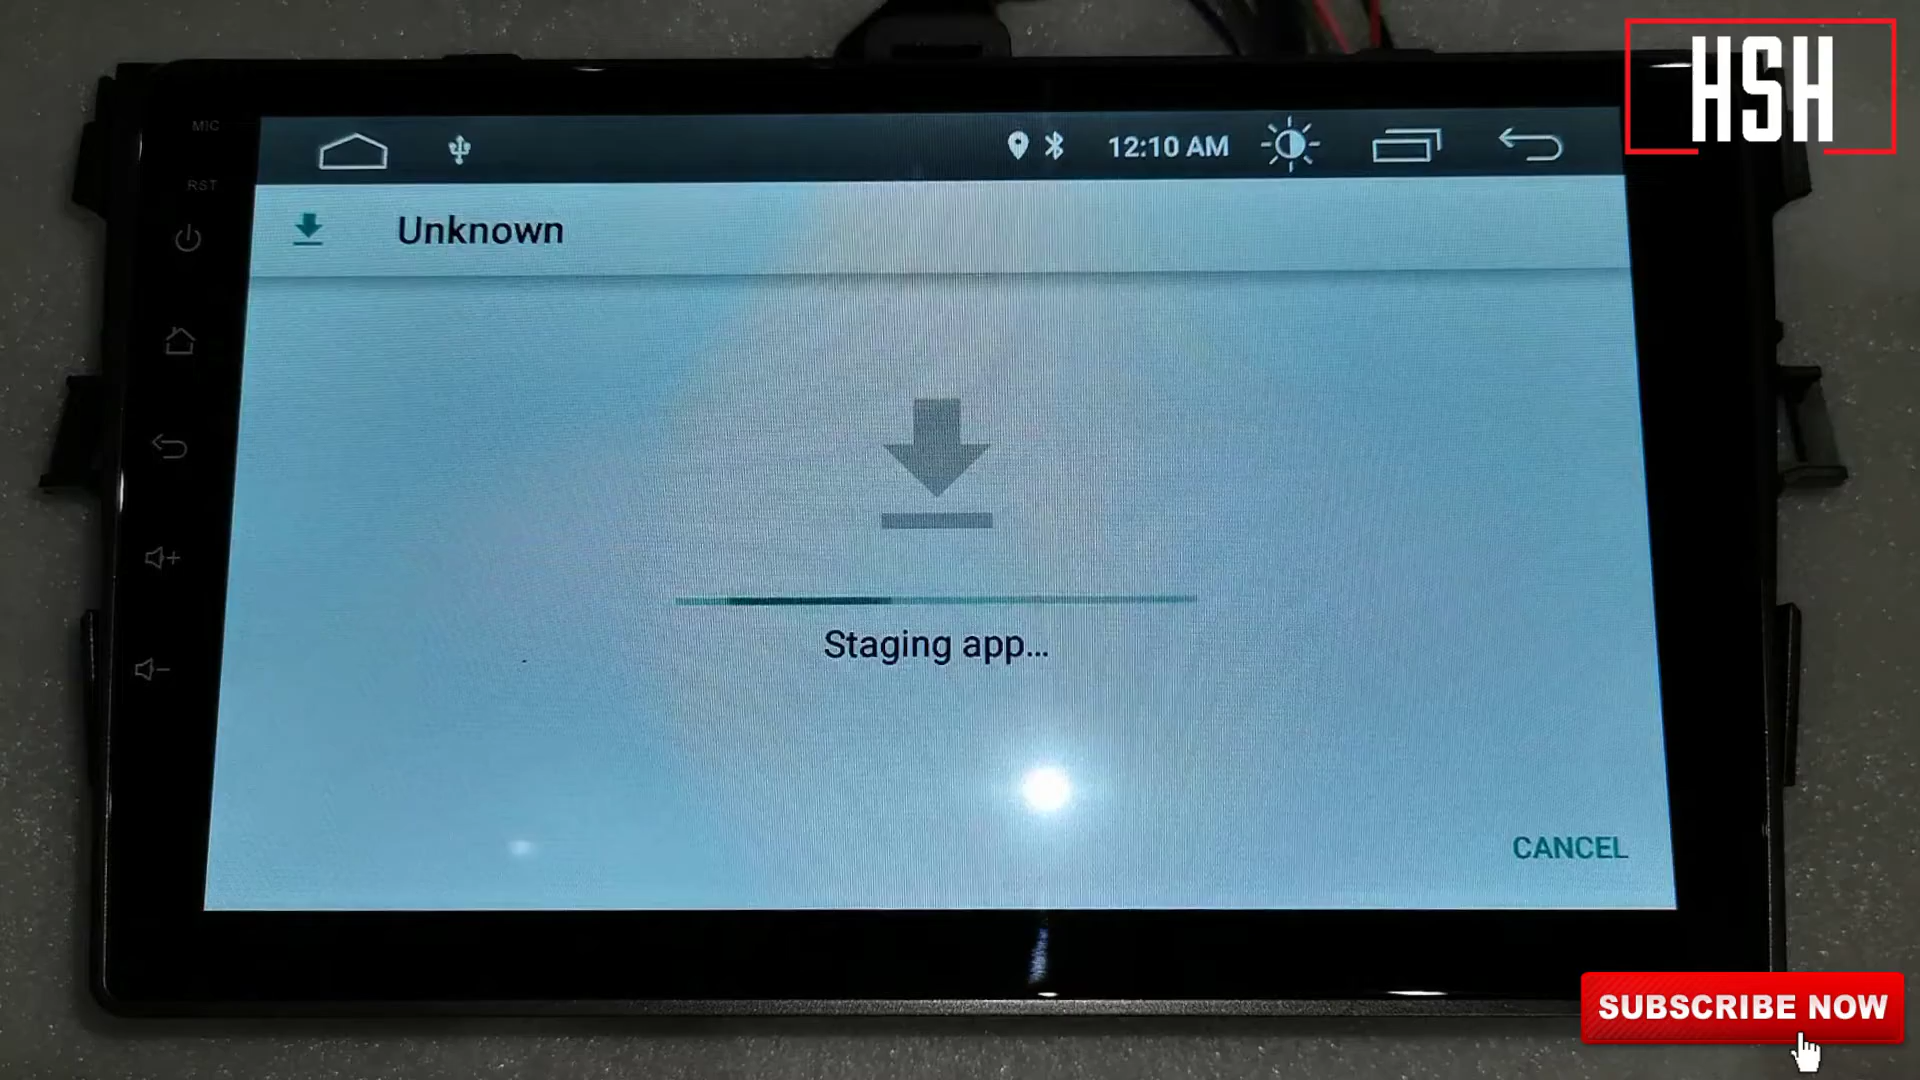 HSH
MIC
12:10 AM
RST
Unknown
Staging app...
CANCEL
SUBSCRIBE NOW